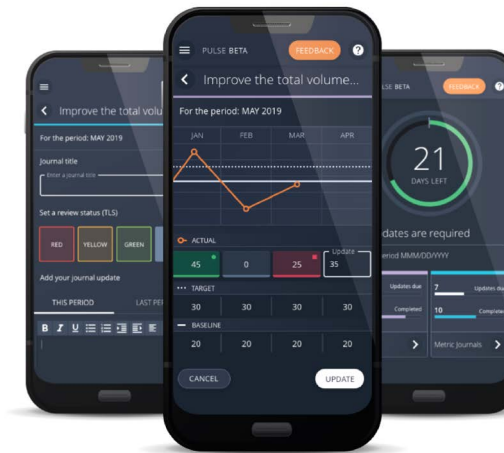 PULSE BETA
FEEDBACK
?
Improve the total volume...
For the period: MAY 2019
JAN FEB MAR APR
ACTUAL
45 0 25 Update 35
TARGET
30 30 30 30
BASELINE
20 20 20 20
CANCEL
UPDATE
Improve the total volu
For the period: MAY 2019
Journal title
Enter a journal title
Set a review status (TLS)
RED YELLOW GREEN
Add your journal update
THIS PERIOD LAST PER
B I U
LSE BETA
FEEDBACK
?
21
DAYS LEFT
dates are required
period MMM/DD/YYYY
Updates due
Completed
7 Updates due
10 Complete
Metric Journals